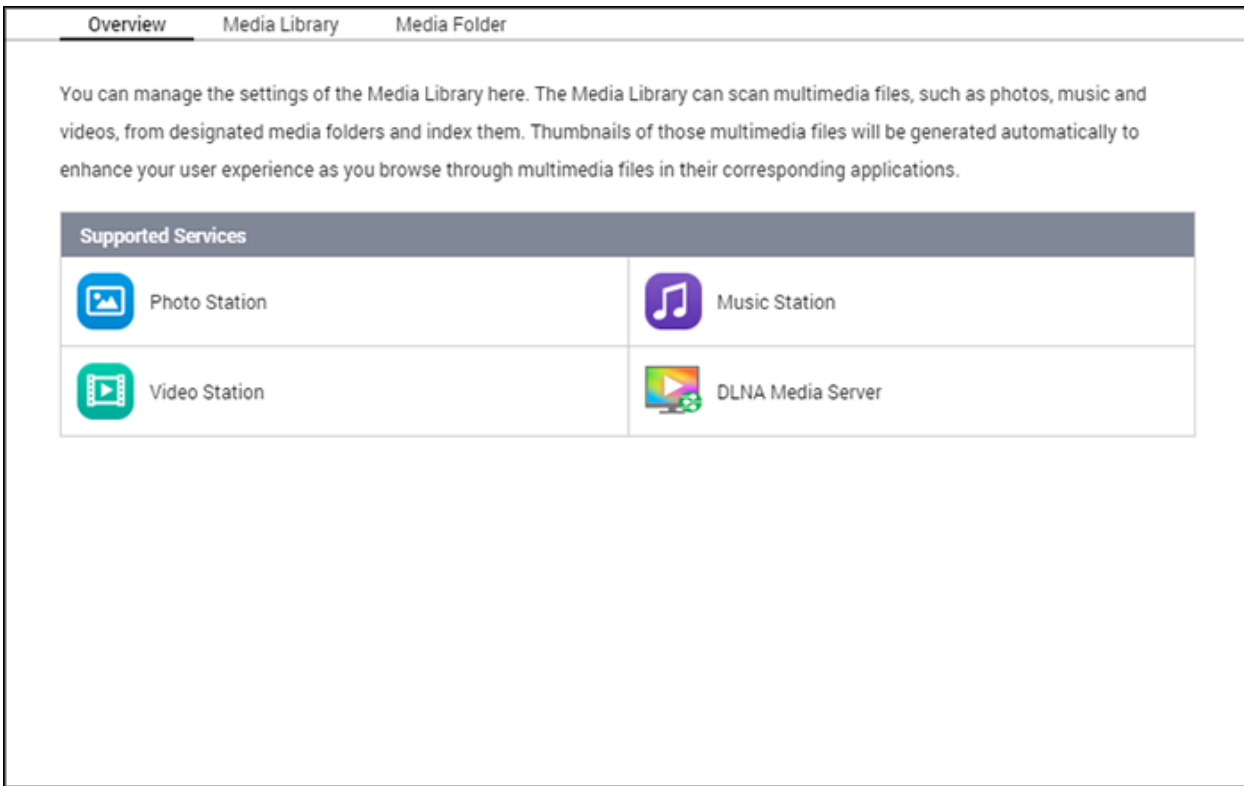 Overview Media Library Media Folder
You can manage the settings of the Media Library here. The Media Library can scan multimedia files, such as photos, music and
videos, from designated media folders and index them. Thumbnails of those multimedia files will be generated automatically to
enhance your user experience as you browse through multimedia files in their corresponding applications.
Supported Services
Photo Station Music Station
Video Station DLNA Media Server